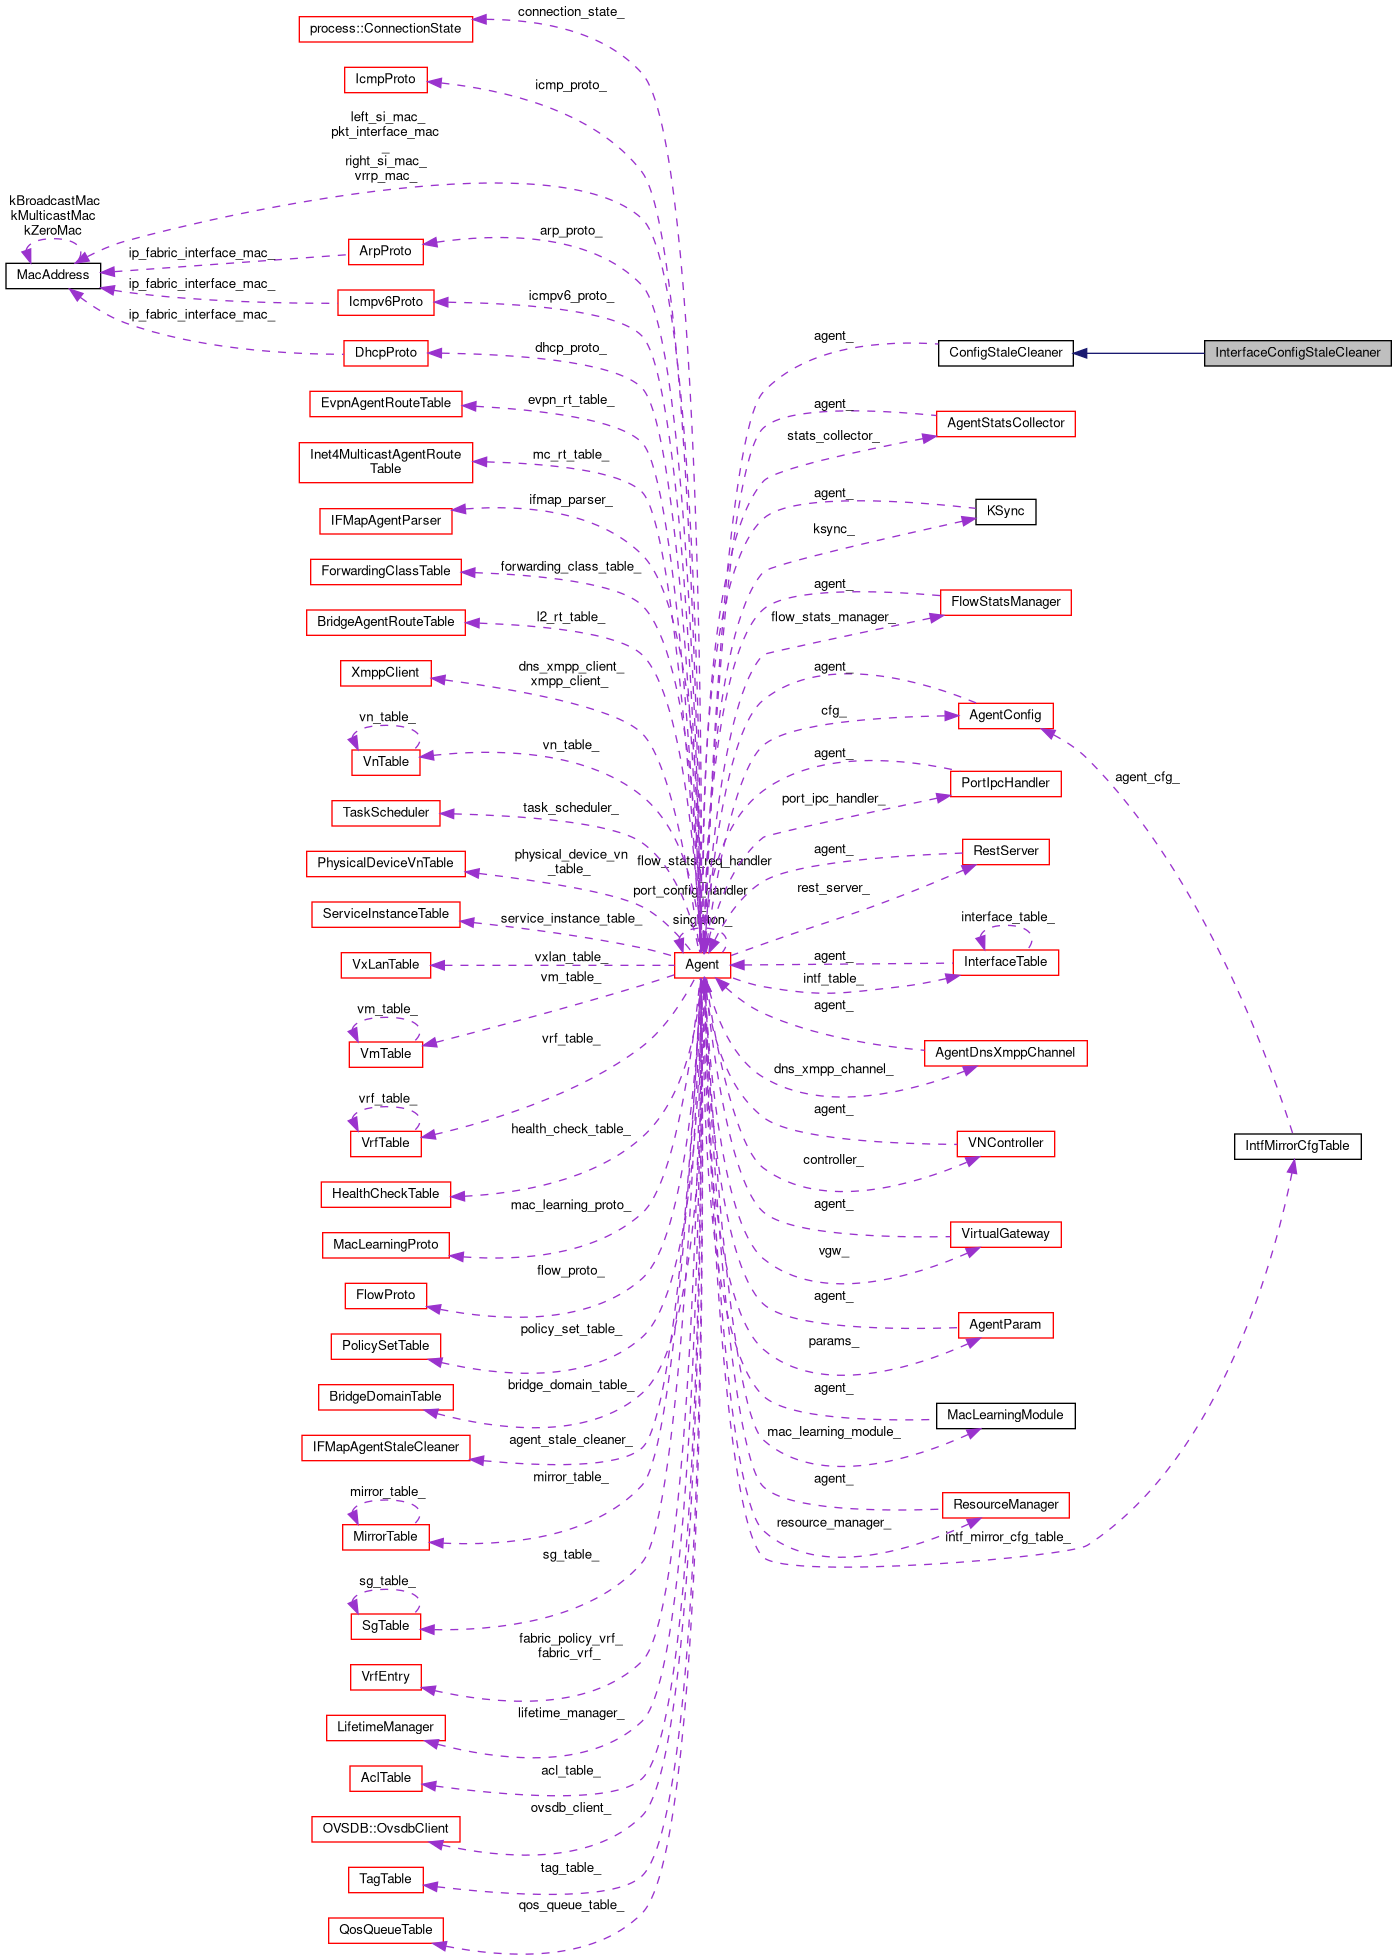 connection_state_
process::ConnectionState
IcmpProto
icmp_proto_
left_si_mac_
pkt_interface_mac
_
right_si_mac_
vrrp_mac_
kBroadcastMac
kMulticastMac
kZeroMac
MacAddress
ip_fabric_interface_mac_
ArpProto
arp_proto_
ip_fabric_interface_mac_
Icmpv6Proto
icmpv6_proto_
ip_fabric_interface_mac_
DhcpProto
dhcp_proto_
EvpnAgentRouteTable
evpn_rt_table_
Inet4MulticastAgentRoute
Table
mc_rt_table_
IFMapAgentParser
ifmap_parser_
ForwardingClassTable
forwarding_class_table_
BridgeAgentRouteTable
l2_rt_table_
XmppClient
dns_xmpp_client_
xmpp_client_
vn_table_
VnTable
vn_table_
TaskScheduler
task_scheduler_
PhysicalDeviceVnTable
physical_device_vn
_table_
ServiceInstanceTable
service_instance_table_
VxLanTable
vxlan_table_
vm_table_
vm_table_
VmTable
vrf_table_
vrf_table_
VrfTable
health_check_table_
HealthCheckTable
mac_learning_proto_
MacLearningProto
flow_proto_
FlowProto
policy_set_table_
PolicySetTable
bridge_domain_table_
BridgeDomainTable
agent_stale_cleaner_
IFMapAgentStaleCleaner
mirror_table_
mirror_table_
MirrorTable
sg_table_
sg_table_
SgTable
fabric_policy_vrf_
fabric_vrf_
VrfEntry
lifetime_manager_
LifetimeManager
acl_table_
AclTable
ovsdb_client_
OVSDB::OvsdbClient
tag_table_
TagTable
qos_queue_table_
QosQueueTable
flow_stats_req_handler
port_config_handler
singleton_
Agent
agent_
ConfigStaleCleaner
InterfaceConfigStaleCleaner
agent_
AgentStatsCollector
stats_collector_
agent_
KSync
ksync_
agent_
FlowStatsManager
flow_stats_manager_
agent_
AgentConfig
cfg_
agent_
PortIpcHandler
port_ipc_handler_
agent_cfg_
agent_
RestServer
rest_server_
interface_table_
agent_
InterfaceTable
intf_table_
agent_
AgentDnsXmppChannel
dns_xmpp_channel_
agent_
VNController
controller_
IntfMirrorCfgTable
agent_
VirtualGateway
vgw_
agent_
AgentParam
params_
agent_
MacLearningModule
mac_learning_module_
agent_
ResourceManager
resource_manager_
intf_mirror_cfg_table_